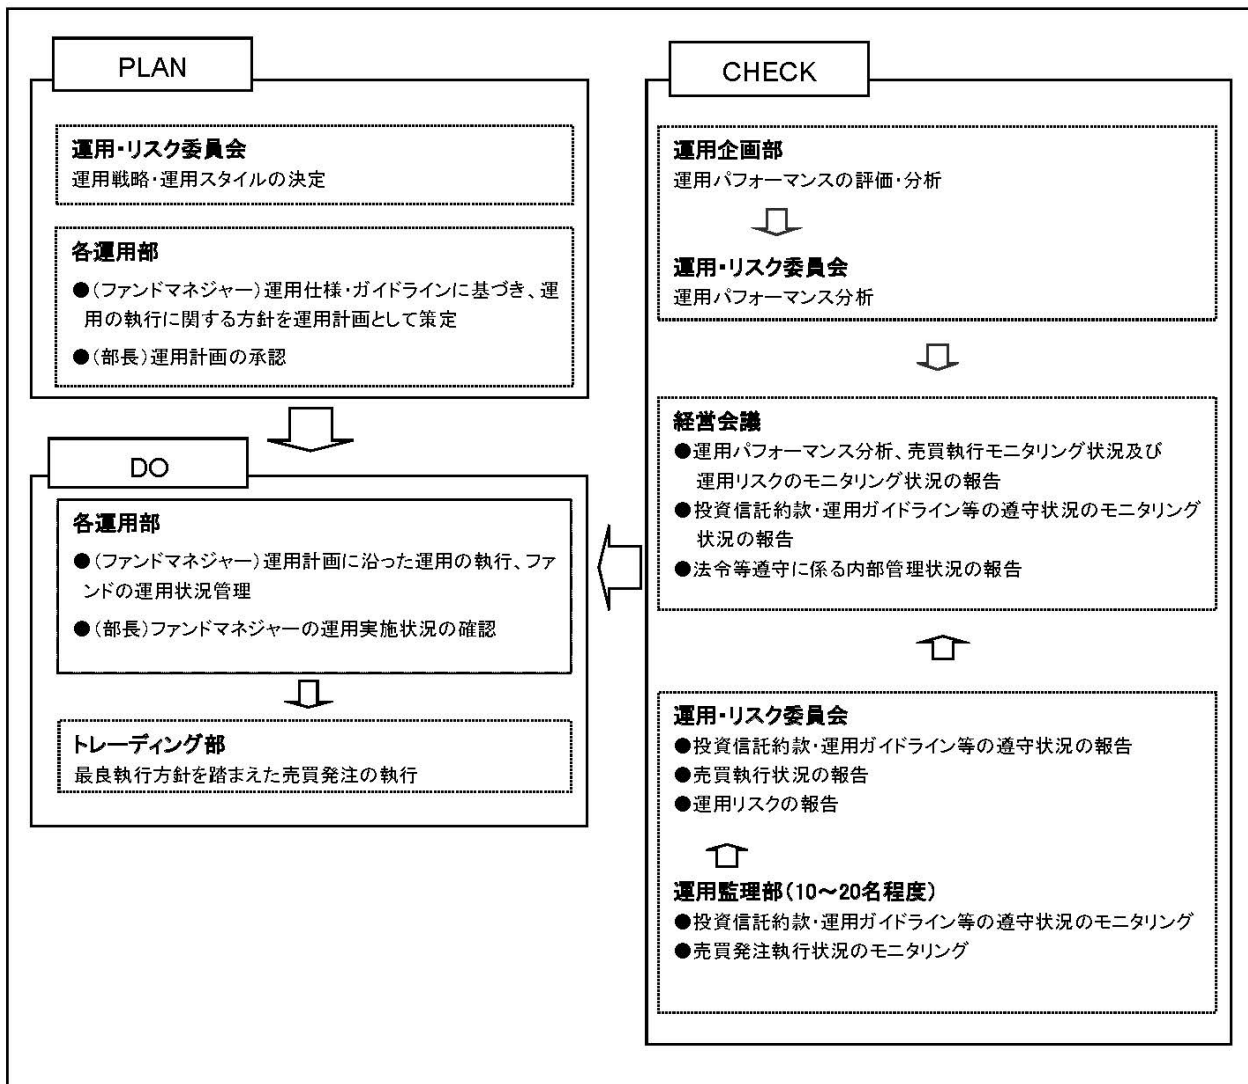 PLAN
運用・リスク委員会
運用戦略・運用スタイルの決定
各運用部
●(ファンドマネジャー)運用仕様・ガイドラインに基づき、運
用の執行に関する方針を運用計画として策定
●(部長)運用計画の承認
DO
各運用部
●(ファンドマネジャー)運用計画に沿った運用の執行、ファ
ンドの運用状況管理
●(部長)ファンドマネジャーの運用実施状況の確認
トレーディング部
最良執行方針を踏まえた売買発注の執行
CHECK
運用企画部
運用パフォーマンスの評価・分析
運用・リスク委員会
運用パフォーマンス分析
経営会議
●運用パフォーマンス分析、売買執行モニタリング状況及び
運用リスクのモニタリング状況の報告
●投資信託約款・運用ガイドライン等の遵守状況のモニタリング
状況の報告
●法令等遵守に係る内部管理状況の報告
運用・リスク委員会
●投資信託約款・運用ガイドライン等の遵守状況の報告
●売買執行状況の報告
●運用リスクの報告
運用監理部(10～20名程度)
●投資信託約款・運用ガイドライン等の遵守状況のモニタリング
●売買発注執行状況のモニタリング